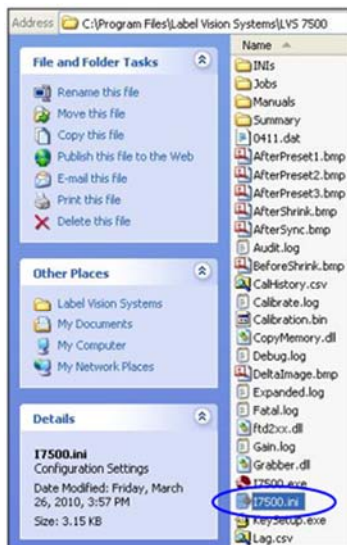 Address C:\Program Files\Label Vision Systems\LVS 7500
File and Folder Tasks
Rename this file
Move this file
Copy this file
Publish this file to the Web
E-mail this file
Print this file
Delete this file
Other Places
Label Vision Systems
My Documents
My Computer
My Network Places
Details
I7500.ini
Configuration Settings
Date Modified: Friday, March
26, 2010, 3:57 PM
Size: 3.15 KB
Name
INIs
Jobs
Manuals
Summary
0411.dat
AfterPreset1.bmp
AfterPreset2.bmp
AfterPreset3.bmp
AfterShrink.bmp
AfterSync.bmp
Audit.log
BeforeShrink.bmp
CalHistory.csv
Calibrate.log
Calibration.bin
CopyMemory.dll
Debug.log
DeltaImage.bmp
Expanded.log
Fatal.log
ftd2xx.dll
Gain.log
Grabber.dll
I7500.exe
I7500.ini
KeySetup.exe
Lag.csv